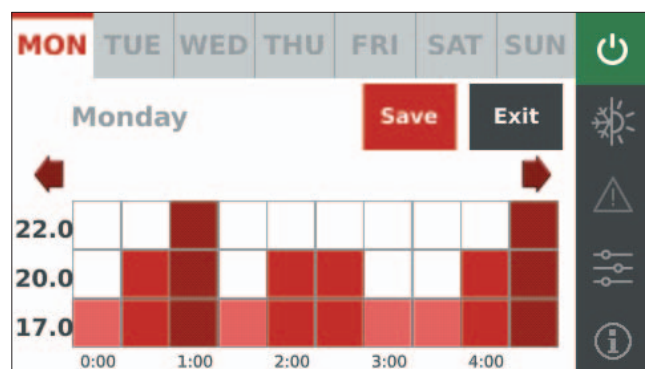 MON TUE WED THU FRI SAT SUN
Monday Save Exit
22.0
20.0
17.0
0:00 1:00 2:00 3:00 4:00